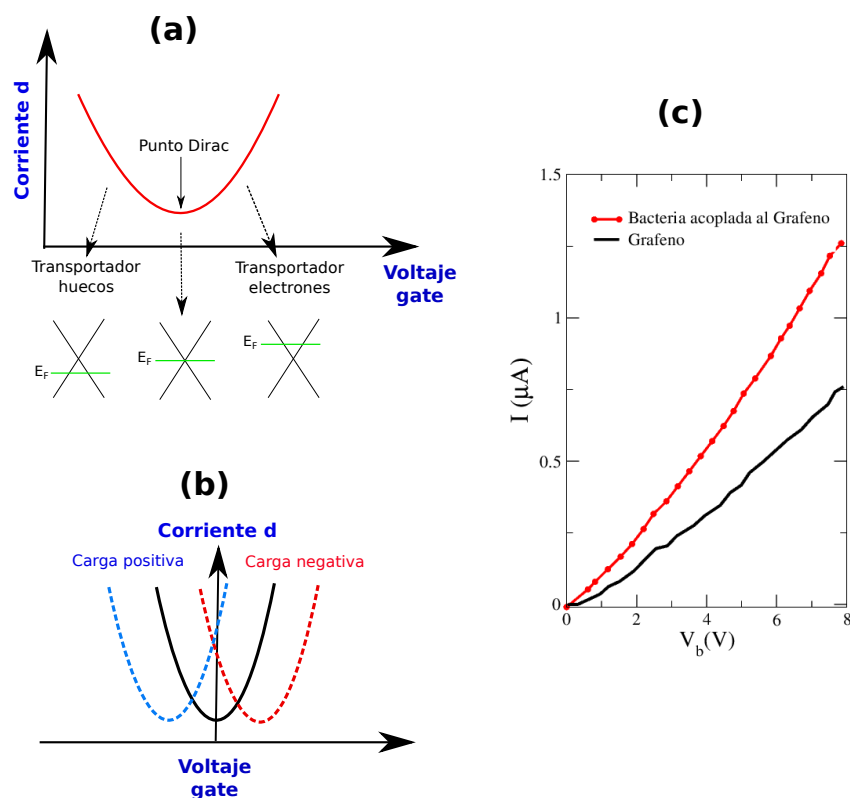 (a)
Corriente d
Punto Dirac
Transportador
huecos
Transportador
electrones
Voltaje
gate
E_F
E_F
E_F
(b)
Corriente d
Carga positiva
Carga negativa
Voltaje
gate
(c)
1.5
Bacteria acoplada al Grafeno
Grafeno
1
I (μA)
0.5
0
0
2
4
6
8
V_b(V)